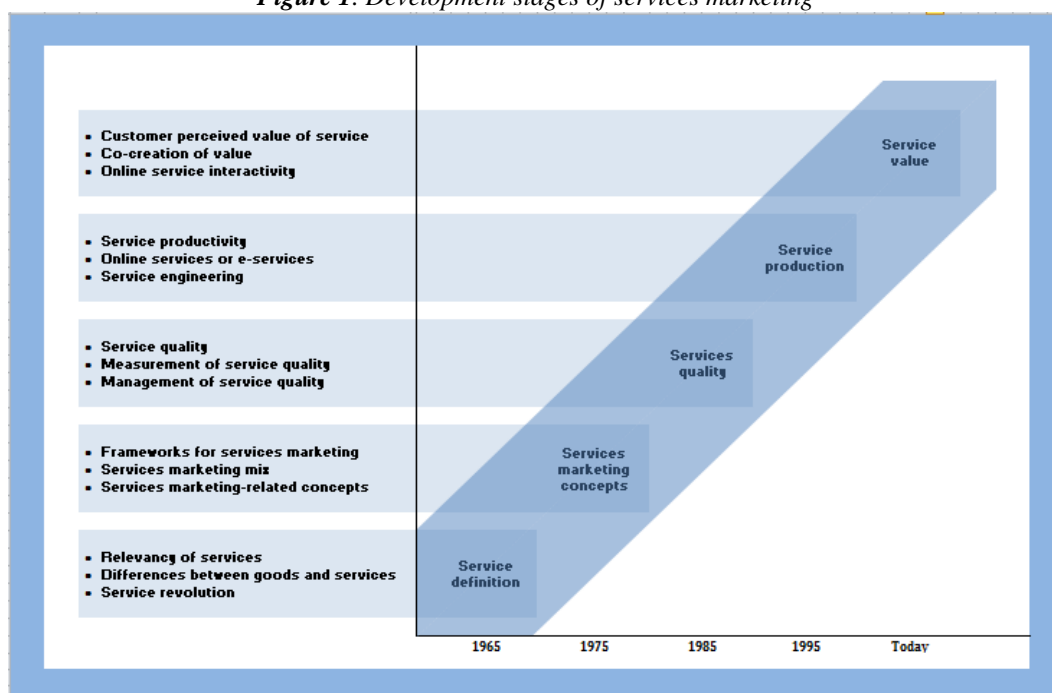 Figure 1. Development stages of services marketing
▪ Customer perceived value of service
▪ Co-creation of value
▪ Online service interactivity
Service
value
▪ Service productivity
▪ Online services or e-services
▪ Service engineering
Service
production
▪ Service quality
▪ Measurement of service quality
▪ Management of service quality
Services
quality
▪ Frameworks for services marketing
▪ Services marketing mix
▪ Services marketing-related concepts
Services
marketing
concepts
▪ Relevancy of services
▪ Differences between goods and services
▪ Service revolution
Service
definition
1965 1975 1985 1995 Today